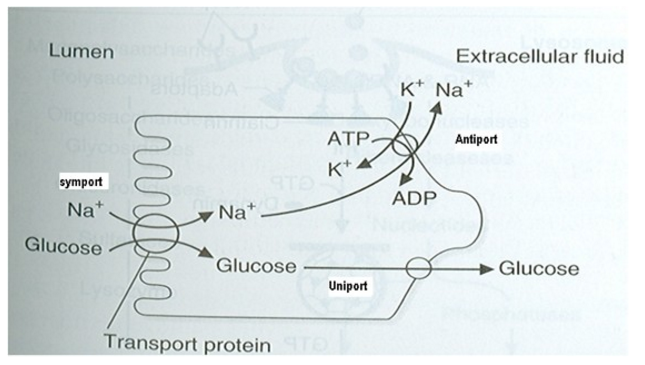 Lumen
Extracellular fluid
K+ Na+
ATP
Antiport
K+
symport
ADP
Na+
Na+
Glucose
Glucose
Glucose
Uniport
Transport protein